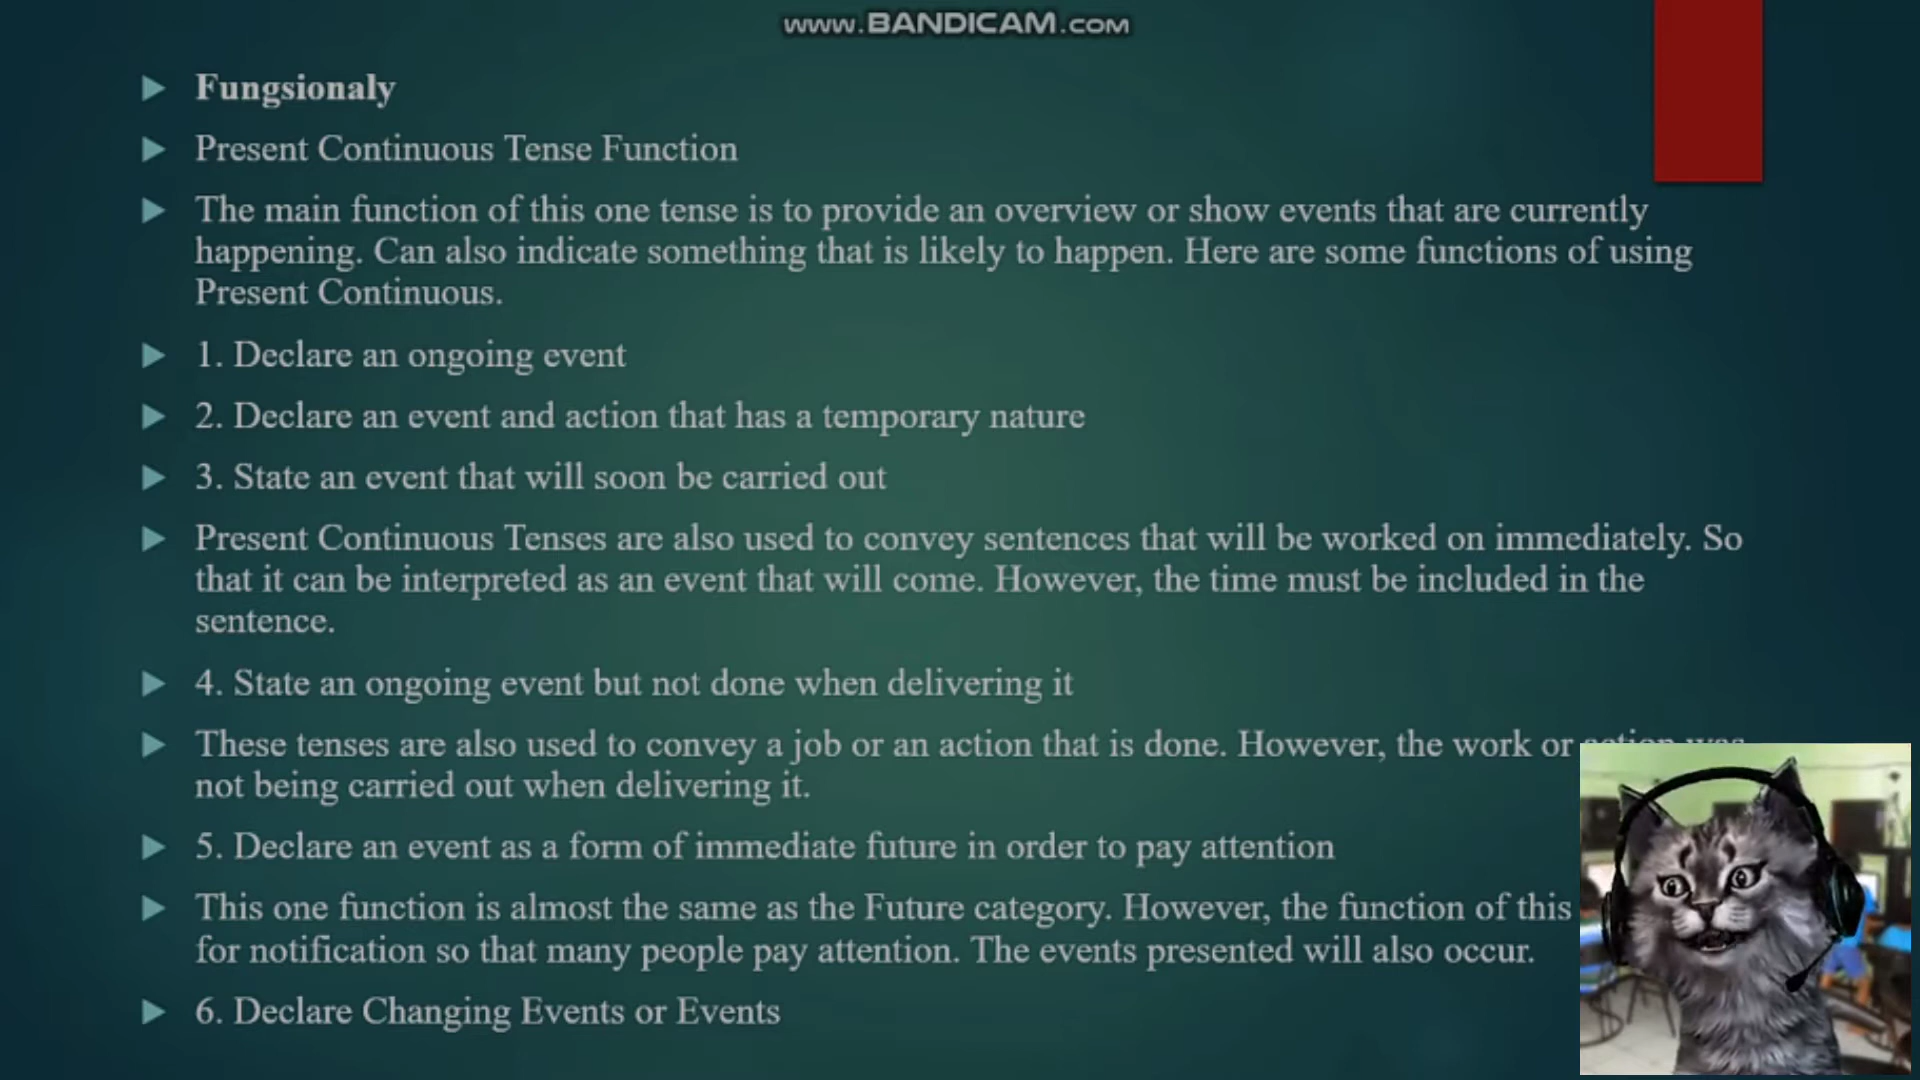 www.BANDICAM.com
Fungsionaly
Present Continuous Tense Function
The main function of this one tense is to provide an overview or show events that are currently
happening. Can also indicate something that is likely to happen. Here are some functions of using
Present Continuous.
1. Declare an ongoing event
2. Declare an event and action that has a temporary nature
3. State an event that will soon be carried out
Present Continuous Tenses are also used to convey sentences that will be worked on immediately. So
that it can be interpreted as an event that will come. However, the time must be included in the
sentence.
4. State an ongoing event but not done when delivering it
These tenses are also used to convey a job or an action that is done. However, the work or action was
not being carried out when delivering it.
5. Declare an event as a form of immediate future in order to pay attention
This one function is almost the same as the Future category. However, the function of this
for notification so that many people pay attention. The events presented will also occur.
6. Declare Changing Events or Events